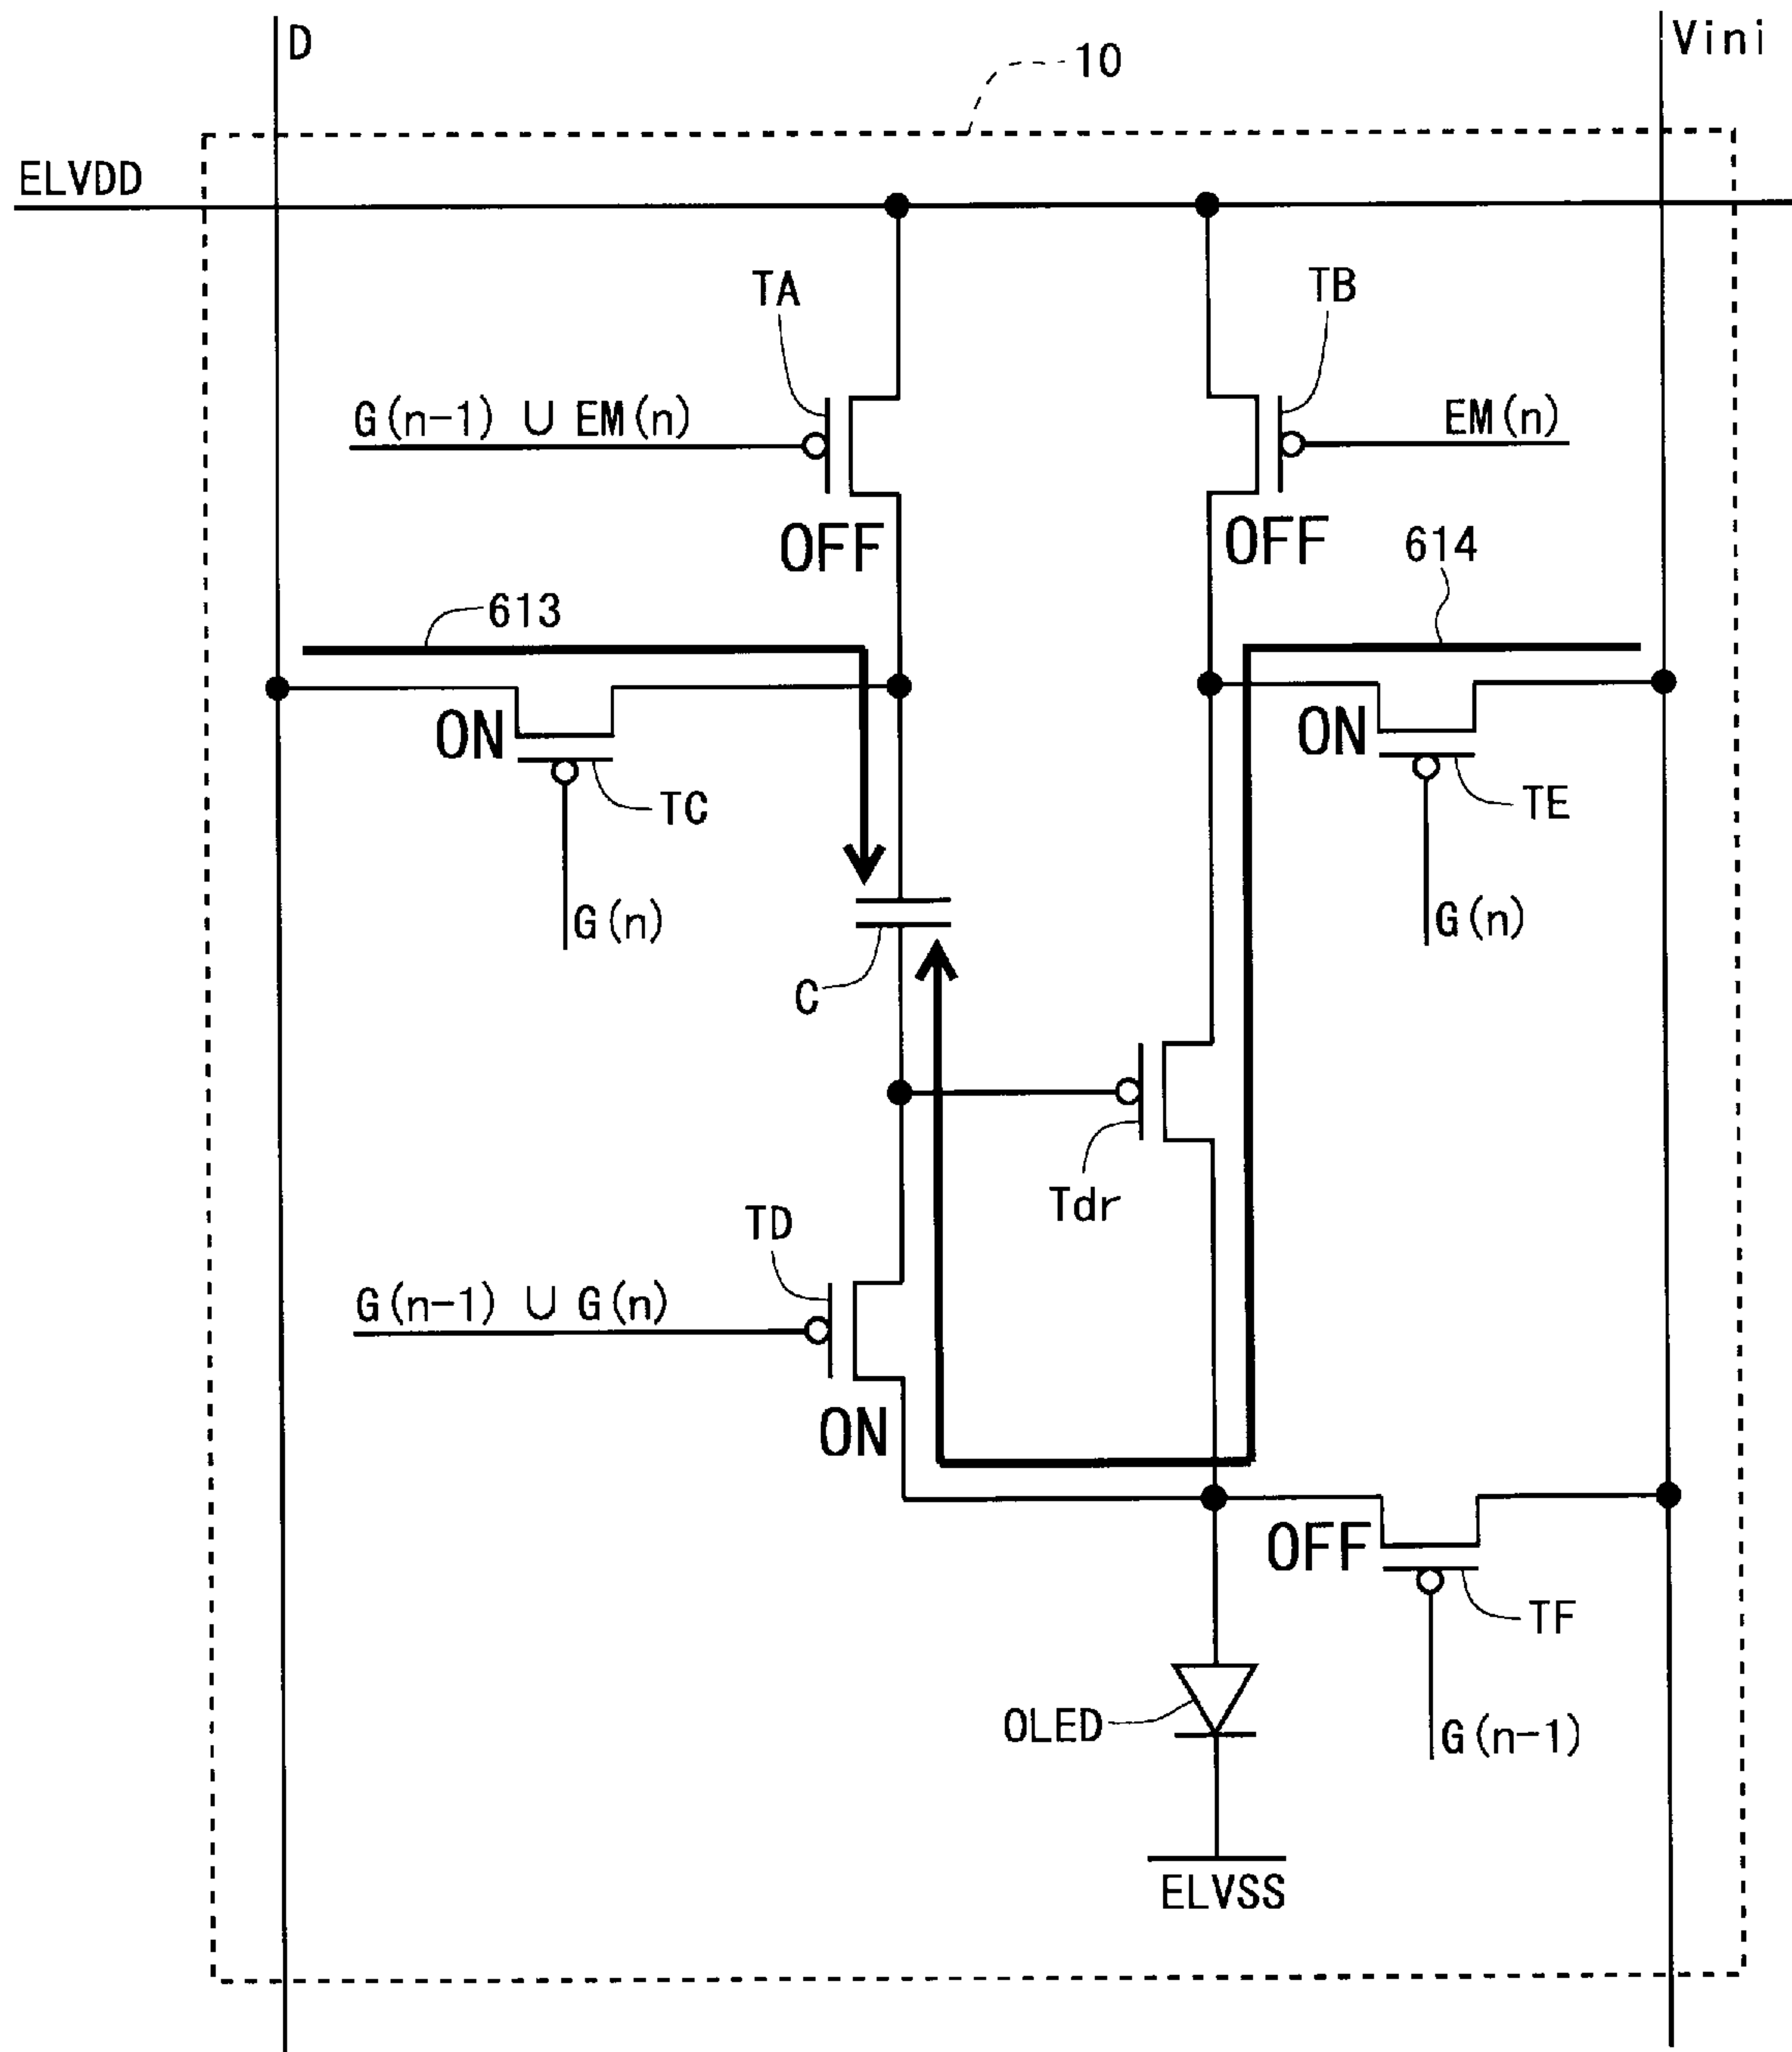 D
Vini
10
ELVDD
TA
TB
G(n-1) ∪ EM(n)
EM(n)
OFF
OFF
614
613
ON
ON
TC
TE
G(n)
G(n)
C
Tdr
TD
G(n-1) ∪ G(n)
ON
OFF
TF
OLED
G(n-1)
ELVSS